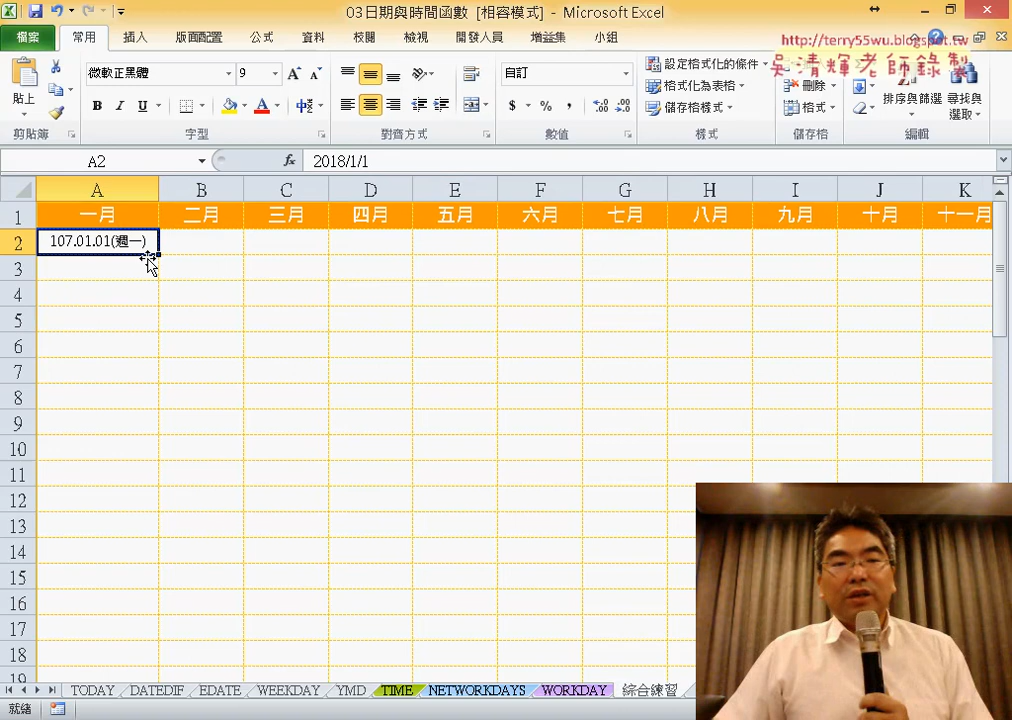 03日期與時間函數 [相容模式] - Microsoft Excel
檔案 常用 插入 版面配置 公式 資料 校閱 檢視 開發人員 增益集 小組
http://terry55wu.blogspot.tw
吳清輝老師錄製
貼上 微軟正黑體 9 自訂 設定格式化的條件 格式化為表格 儲存格樣式 刪除 格式 排序與篩選 尋找與選取
剪貼簿 字型 對齊方式 數值 樣式 儲存格 編輯
A2 fx 2018/1/1
A B C D E F G H I J K
1 一月 二月 三月 四月 五月 六月 七月 八月 九月 十月 十一月
2 107.01.01(週一)
3
4
5
6
7
8
9
10
11
12
13
14
15
16
17
18
19
TODAY DATEDIF EDATE WEEKDAY YMD TIME NETWORKDAYS WORKDAY 綜合練習
就緒